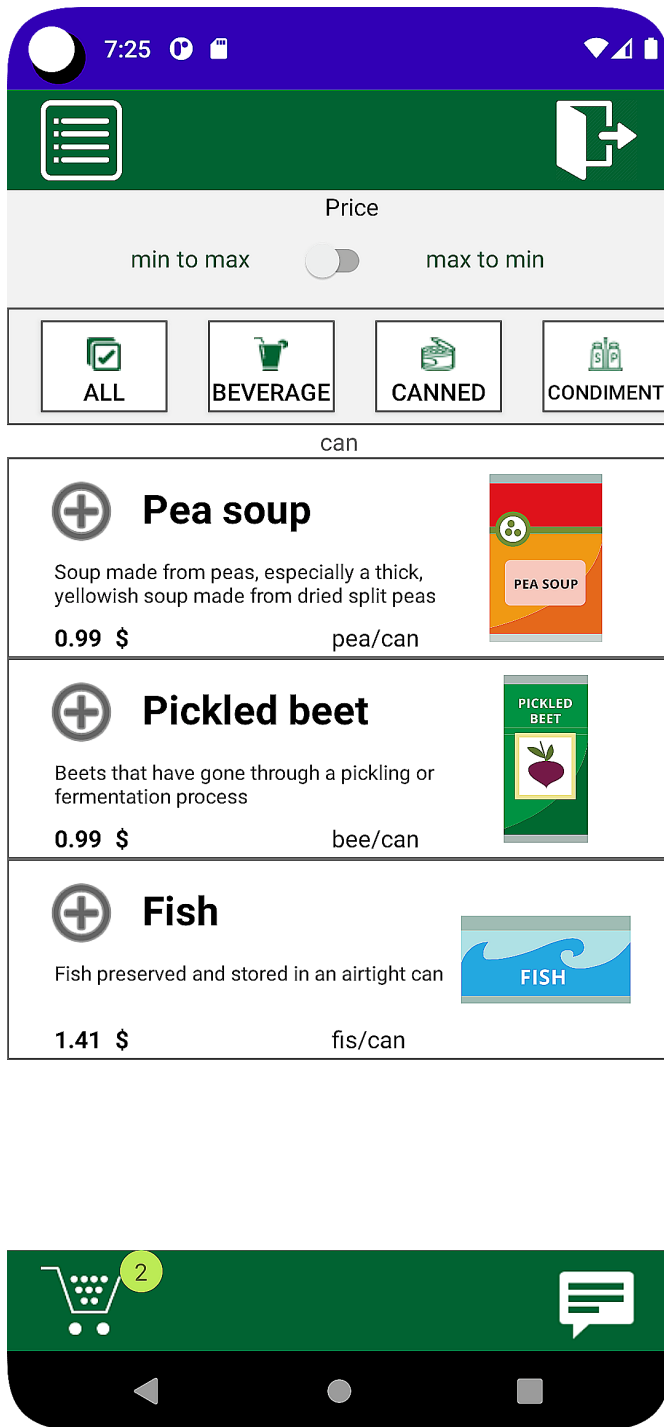 7:25
Price
min to max
max to min
ALL
BEVERAGE
CANNED
CONDIMENT
S P
can
Pea soup
Soup made from peas, especially a thick,
yellowish soup made from dried split peas
0.99 $
pea/can
PEA SOUP
Pickled beet
Beets that have gone through a pickling or
fermentation process
0.99 $
bee/can
PICKLED
BEET
Fish
Fish preserved and stored in an airtight can
1.41 $
fis/can
FISH
2